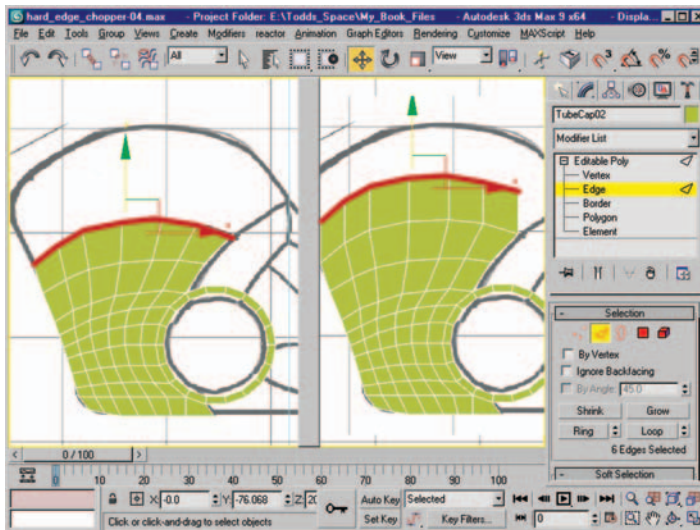 hard_edge_chopper-04.max - Project Folder: E:\Todds_Space\My_Book_Files - Autodesk 3ds Max 9 x64 - Displa...
File Edit Tools Group Views Create Modifiers reactor Animation Graph Editors Rendering Customize MAXScript Help
All View
TubeCap02
Modifier List
Editable Poly
Vertex
Edge
Border
Polygon
Element
- Selection
By Vertex
Ignore Backfacing
By Angle: 45.0
Shrink Grow
Ring Loop
6 Edges Selected
- Soft Selection
< 0 / 100 >
0 10 20 30 40 50 60 70 80 90 100
X: -0.0 Y: -76.068 Z: 20
Auto Key Selected
Click or click-and-drag to select objects
Set Key Key Filters... 0